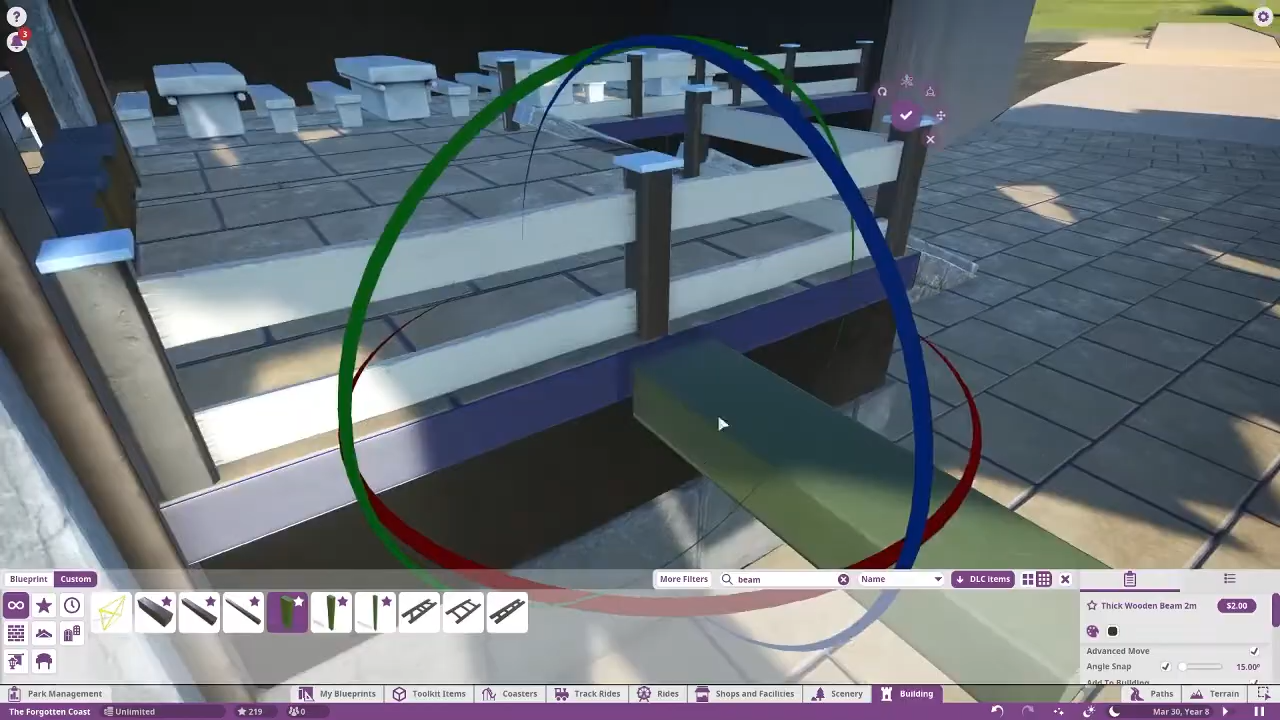 ?
3
Blueprint
Custom
More Filters
beam
Name
DLC items
Thick Wooden Beam 2m
$2.00
Advanced Move
Angle Snap
15.00°
Park Management
My Blueprints
Toolkit Items
Coasters
Track Rides
Rides
Shops and Facilities
Scenery
Building
Paths
Terrain
The Forgotten Coast
Unlimited
219
0
Mar 30, Year 8